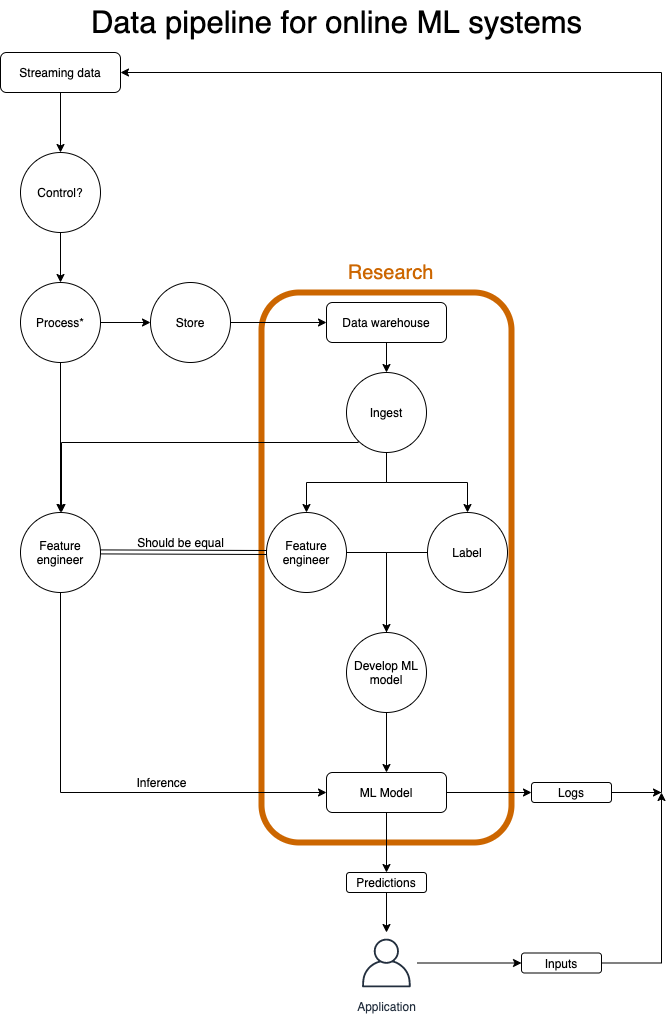 Data pipeline for online ML systems
Streaming data
Control?
Research
Process*
Store
Data warehouse
Ingest
Feature
engineer
Should be equal
Feature
engineer
Label
Develop ML
model
Inference
ML Model
Logs
Predictions
Inputs
Application